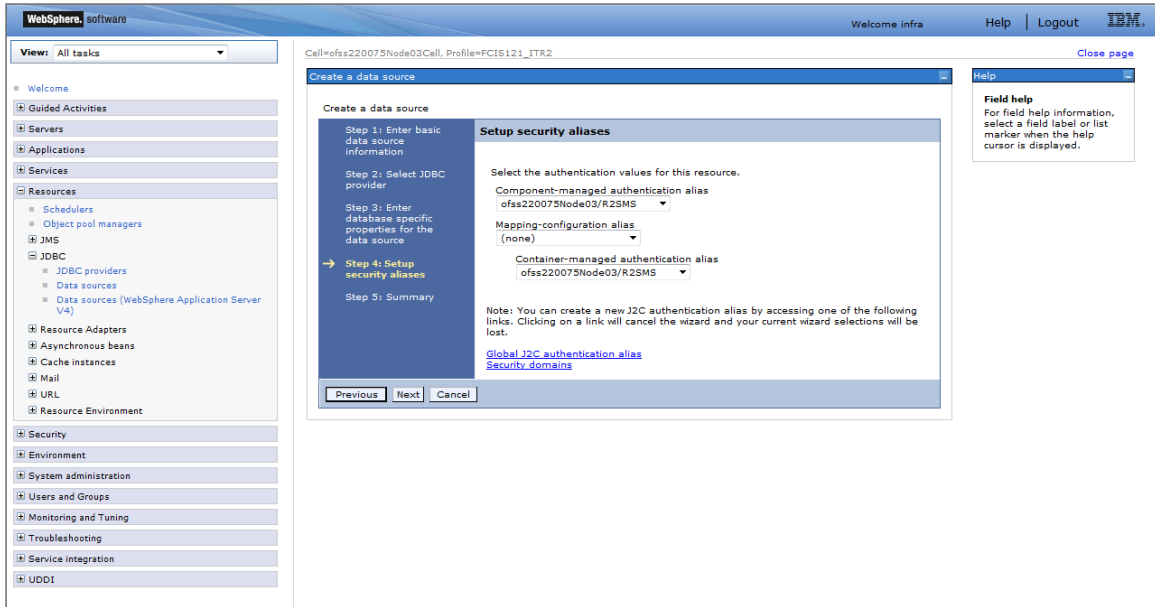 WebSphere. software
Welcome infra
Help | Logout
IBM.
View: All tasks
Cell=ofss220075Node03Cell, Profile=FCIS121_ITR2
Close page
Welcome
Guided Activities
Servers
Applications
Services
Resources
Schedulers
Object pool managers
JMS
JDBC
JDBC providers
Data sources
Data sources (WebSphere Application Server
V4)
Resource Adapters
Asynchronous beans
Cache instances
Mail
URL
Resource Environment
Security
Environment
System administration
Users and Groups
Monitoring and Tuning
Troubleshooting
Service integration
UDDI
Create a data source
Create a data source
Step 1: Enter basic
data source
information
Step 2: Select JDBC
provider
Step 3: Enter
database specific
properties for the
data source
Step 4: Setup
security aliases
Step 5: Summary
Setup security aliases
Select the authentication values for this resource.
Component-managed authentication alias
ofss220075Node03/R2SMS
Mapping-configuration alias
(none)
Container-managed authentication alias
ofss220075Node03/R2SMS
Note: You can create a new J2C authentication alias by accessing one of the following
links. Clicking on a link will cancel the wizard and your current wizard selections will be
lost.
Global J2C authentication alias
Security domains
Previous Next Cancel
Help
Field help
For field help information,
select a field label or list
marker when the help
cursor is displayed.